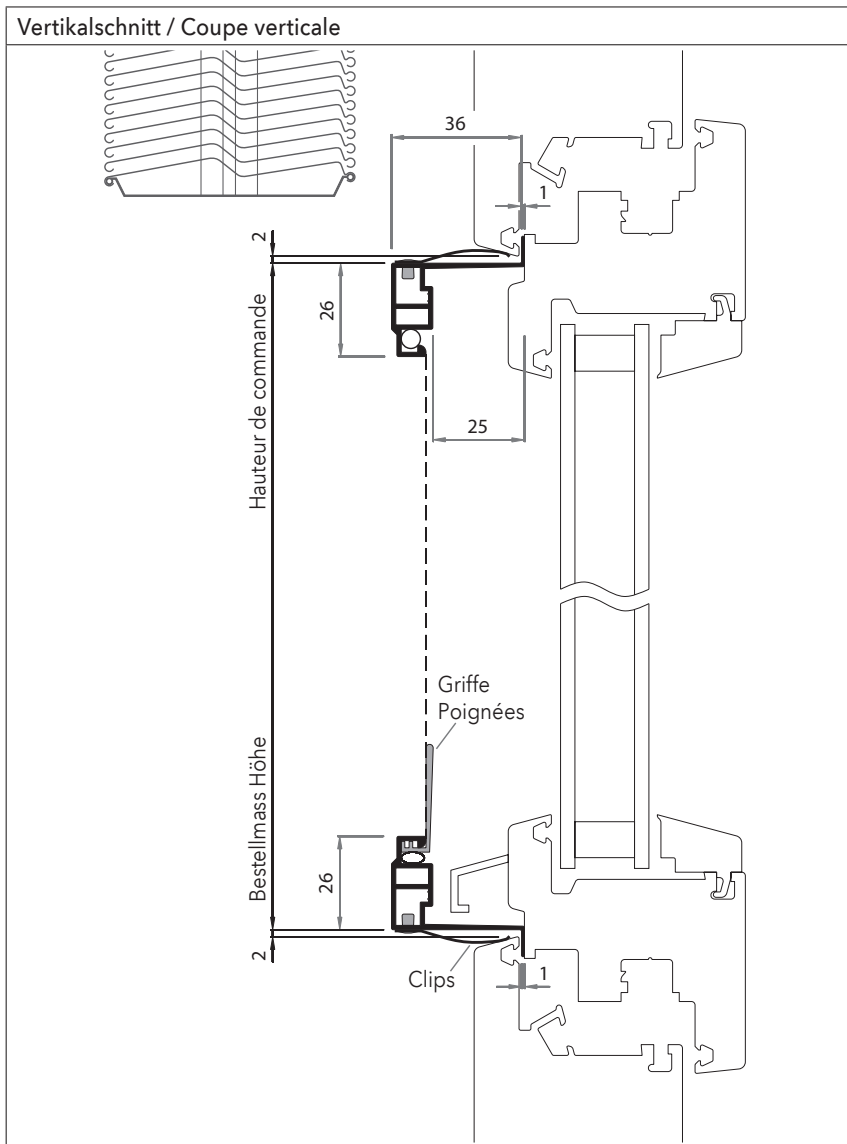 Vertikalschnitt / Coupe verticale
36
1
2
26
25
Hauteur de commande
Griffe
Poignées
Bestellmass Höhe
26
2
Clips
1